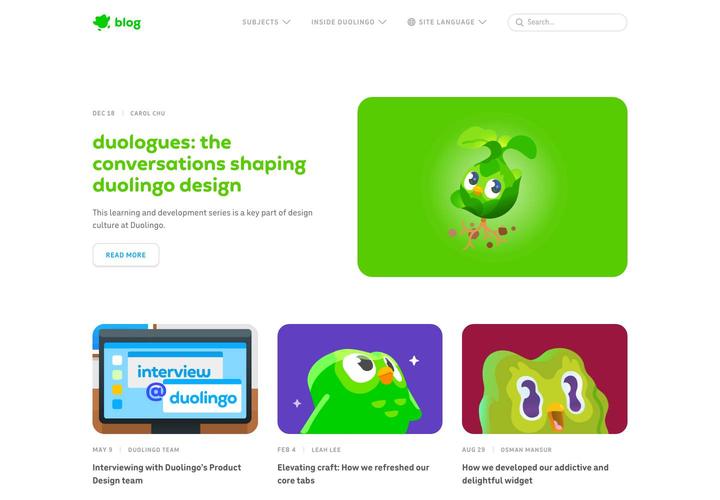 blog
SUBJECTS
INSIDE DUOLINGO
SITE LANGUAGE
Search...
DEC 18 | CAROL CHU
duologues: the
conversations shaping
duolingo design
This learning and development series is a key part of design
culture at Duolingo.
READ MORE
interview
@
duolingo
MAY 9 | DUOLINGO TEAM
Interviewing with Duolingo's Product
Design team
FEB 4 | LEAH LEE
Elevating craft: How we refreshed our
core tabs
AUG 29 | OSMAN MANSUR
How we developed our addictive and
delightful widget